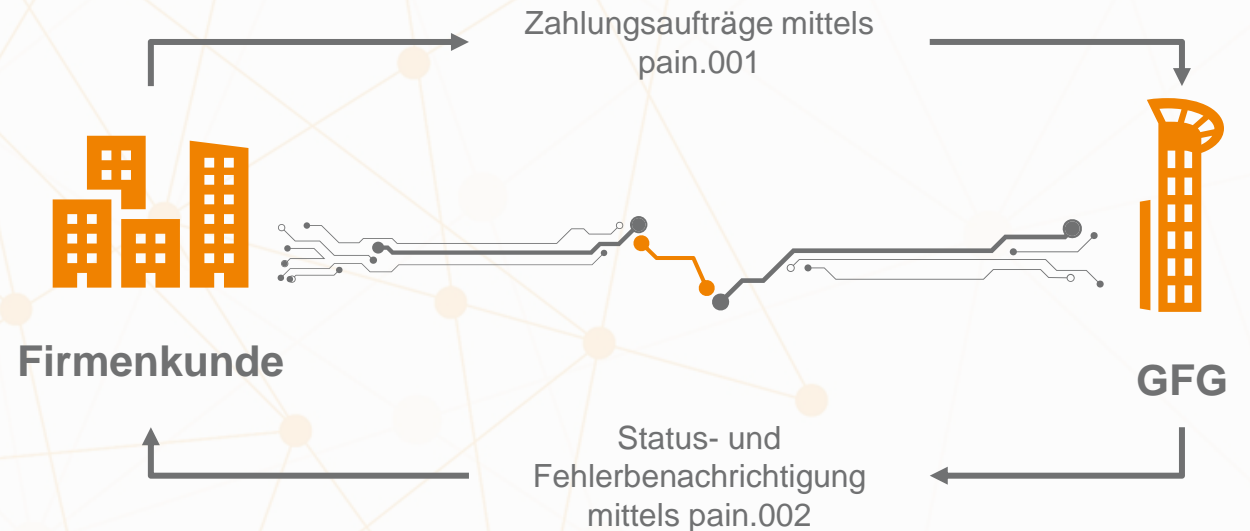 Zahlungsaufträge mittels
pain.001
Firmenkunde
GFG
Status- und
Fehlerbenachrichtigung
mittels pain.002